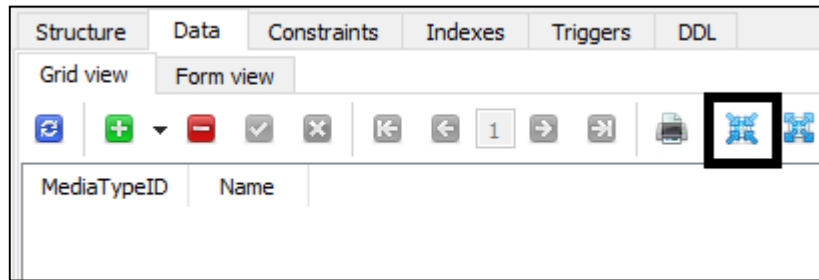 Structure Data Constraints Indexes Triggers DDL
Grid view Form view
1
MediaTypeID Name